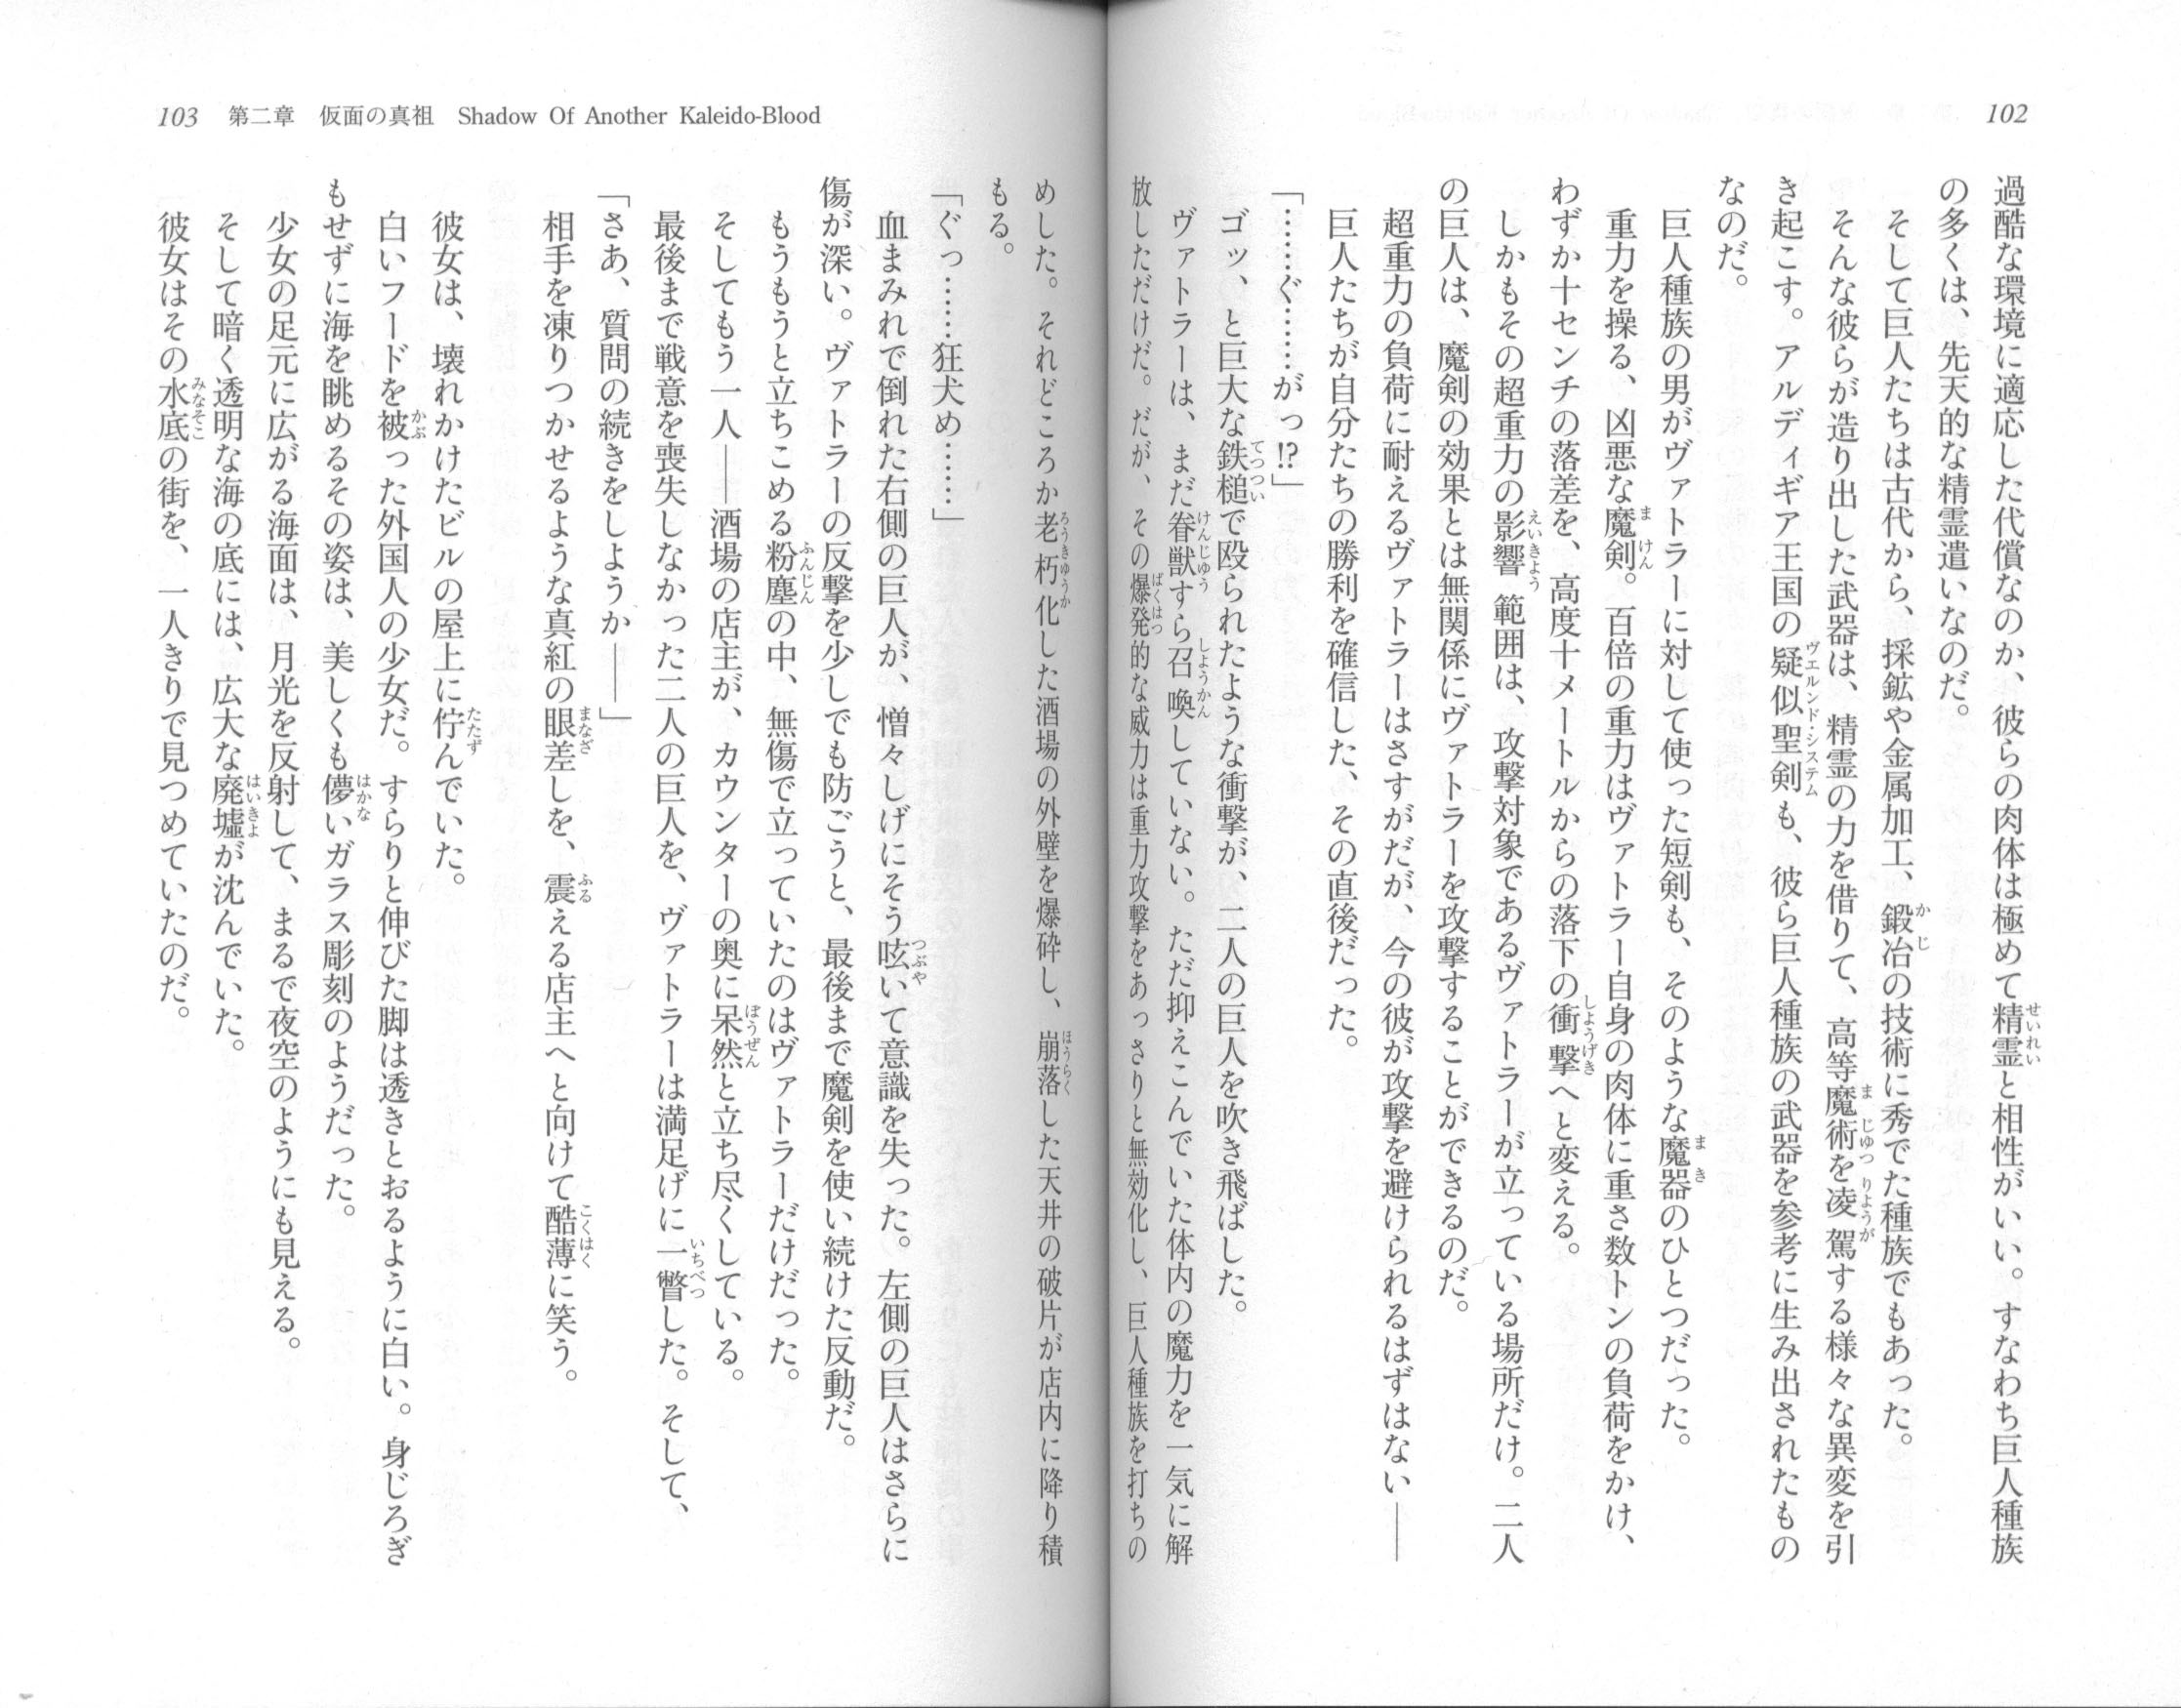 102
過酷な環境に適応した代償なのか、彼らの肉体は極めて精霊と相性がいい。すなわち巨人種族
の多くは、先天的な精霊遣いなのだ。
そして巨人たちは古代から、採鉱や金属加工、鍛冶の技術に秀でた種族でもあった。
そんな彼らが造り出した武器は、精霊の力を借りて、高等魔術を凌駕する様々な異変を引
き起こす。アルディギア王国の疑似聖剣も、彼ら巨人種族の武器を参考に生み出されたもの
なのだ。
巨人種族の男がヴァトラーに対して使った短剣も、そのような魔器のひとつだった。
重力を操る、凶悪な魔剣。百倍の重力はヴァトラー自身の肉体に重さ数トンの負荷をかけ、
わずか十センチの落差を、高度十メートルからの落下の衝撃へと変える。
しかもその超重力の影響範囲は、攻撃対象であるヴァトラーが立っている場所だけ。二人
の巨人は、魔剣の効果とは無関係にヴァトラーを攻撃することができるのだ。
超重力の負荷に耐えるヴァトラーはさすがだが、今の彼が攻撃を避けられるはずはない――
巨人たちが自分たちの勝利を確信した、その直後だった。
「……ぐ……がっ!?」
ゴッ、と巨大な鉄槌で殴られたような衝撃が、二人の巨人を吹き飛ばした。
ヴァトラーは、まだ眷獣すら召喚していない。ただ抑えこんでいた体内の魔力を一気に解
放しただけだ。だが、その爆発的な威力は重力攻撃をあっさりと無効化し、巨人種族を打ちの
103 第二章 仮面の真祖 Shadow Of Another Kaleido-Blood
めした。それどころか老朽化した酒場の外壁を爆砕し、崩落した天井の破片が店内に降り積
もる。
「ぐっ……狂犬め……」
血まみれで倒れた右側の巨人が、憎々しげにそう呟いて意識を失った。左側の巨人はさらに
傷が深い。ヴァトラーの反撃を少しでも防ごうと、最後まで魔剣を使い続けた反動だ。
もうもうと立ちこめる粉塵の中、無傷で立っていたのはヴァトラーだけだった。
そしてもう一人――酒場の店主が、カウンターの奥に呆然と立ち尽くしている。
最後まで戦意を喪失しなかった二人の巨人を、ヴァトラーは満足げに一瞥した。そして、
「さあ、質問の続きをしようか――」
相手を凍りつかせるような真紅の眼差しを、震える店主へと向けて酷薄に笑う。
彼女は、壊れかけたビルの屋上に佇んでいた。
白いフードを被った外国人の少女だ。すらりと伸びた脚は透きとおるように白い。身じろぎ
もせずに海を眺めるその姿は、美しくも儚いガラス彫刻のようだった。
少女の足元に広がる海面は、月光を反射して、まるで夜空のようにも見える。
そして暗く透明な海の底には、広大な廃墟が沈んでいた。
彼女はその水底の街を、一人きりで見つめていたのだ。